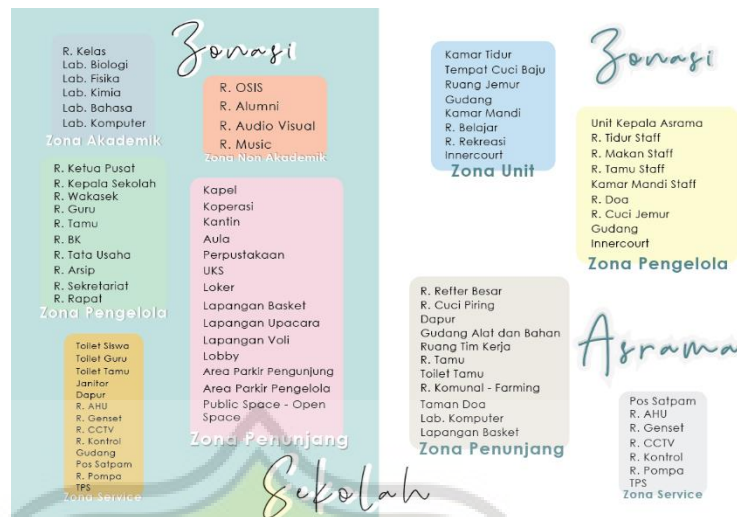 Zonasi
R. Kelas
Lab. Biologi
Lab. Fisika
Lab. Kimia
Lab. Bahasa
Lab. Komputer
Zona Akademik
R. OSIS
R. Alumni
R. Audio Visual
R. Music
Zona Non Akademik
R. Ketua Pusat
R. Kepala Sekolah
R. Wakasek
R. Guru
R. Tamu
R. BK
R. Tata Usaha
R. Arsip
R. Sekretariat
R. Rapat
Zona Pengelola
Kapel
Koperasi
Kantin
Aula
Perpustakaan
UKS
Loker
Lapangan Basket
Lapangan Upacara
Lapangan Voli
Lobby
Area Parkir Pengunjung
Area Parkir Pengelola
Public Space - Open
Space
Zona Penunjang
Toilet Siswa
Toilet Guru
Toilet Tamu
Janitor
Dapur
R. AHU
R. Genset
R. CCTV
R. Kontrol
Gudang
Pos Satpam
R. Pompa
TPS
Zona Service
Sekolah
Zonasi
Kamar Tidur
Tempat Cuci Baju
Ruang Jemur
Gudang
Kamar Mandi
R. Belajar
R. Rekreasi
Innercourt
Zona Unit
Unit Kepala Asrama
R. Tidur Staff
R. Makan Staff
R. Tamu Staff
Kamar Mandi Staff
R. Doa
R. Cuci Jemur
Gudang
Innercourt
Zona Pengelola
R. Refter Besar
R. Cuci Piring
Dapur
Gudang Alat dan Bahan
Ruang Tim Kerja
R. Tamu
Toilet Tamu
R. Komunal - Farming
Taman Doa
Lab. Komputer
Lapangan Basket
Zona Penunjang
Asrama
Pos Satpam
R. AHU
R. Genset
R. CCTV
R. Kontrol
R. Pompa
TPS
Zona Service